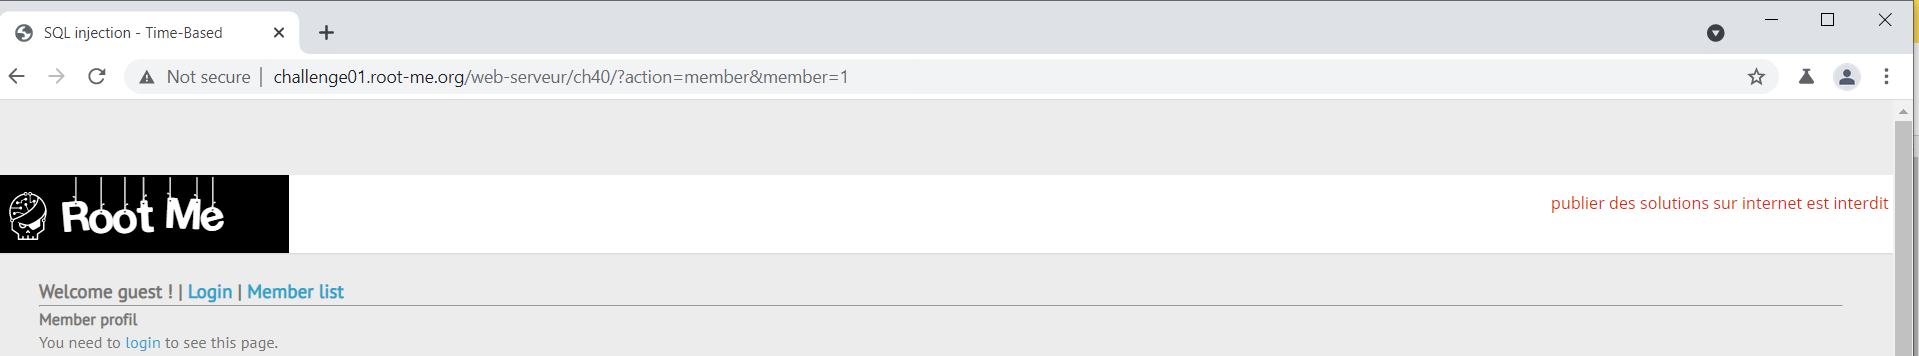 SQL injection - Time-Based
Not secure | challenge01.root-me.org/web-serveur/ch40/?action=member&member=1
Root Me
publier des solutions sur internet est interdit
Welcome guest ! | Login | Member list
Member profil
You need to login to see this page.